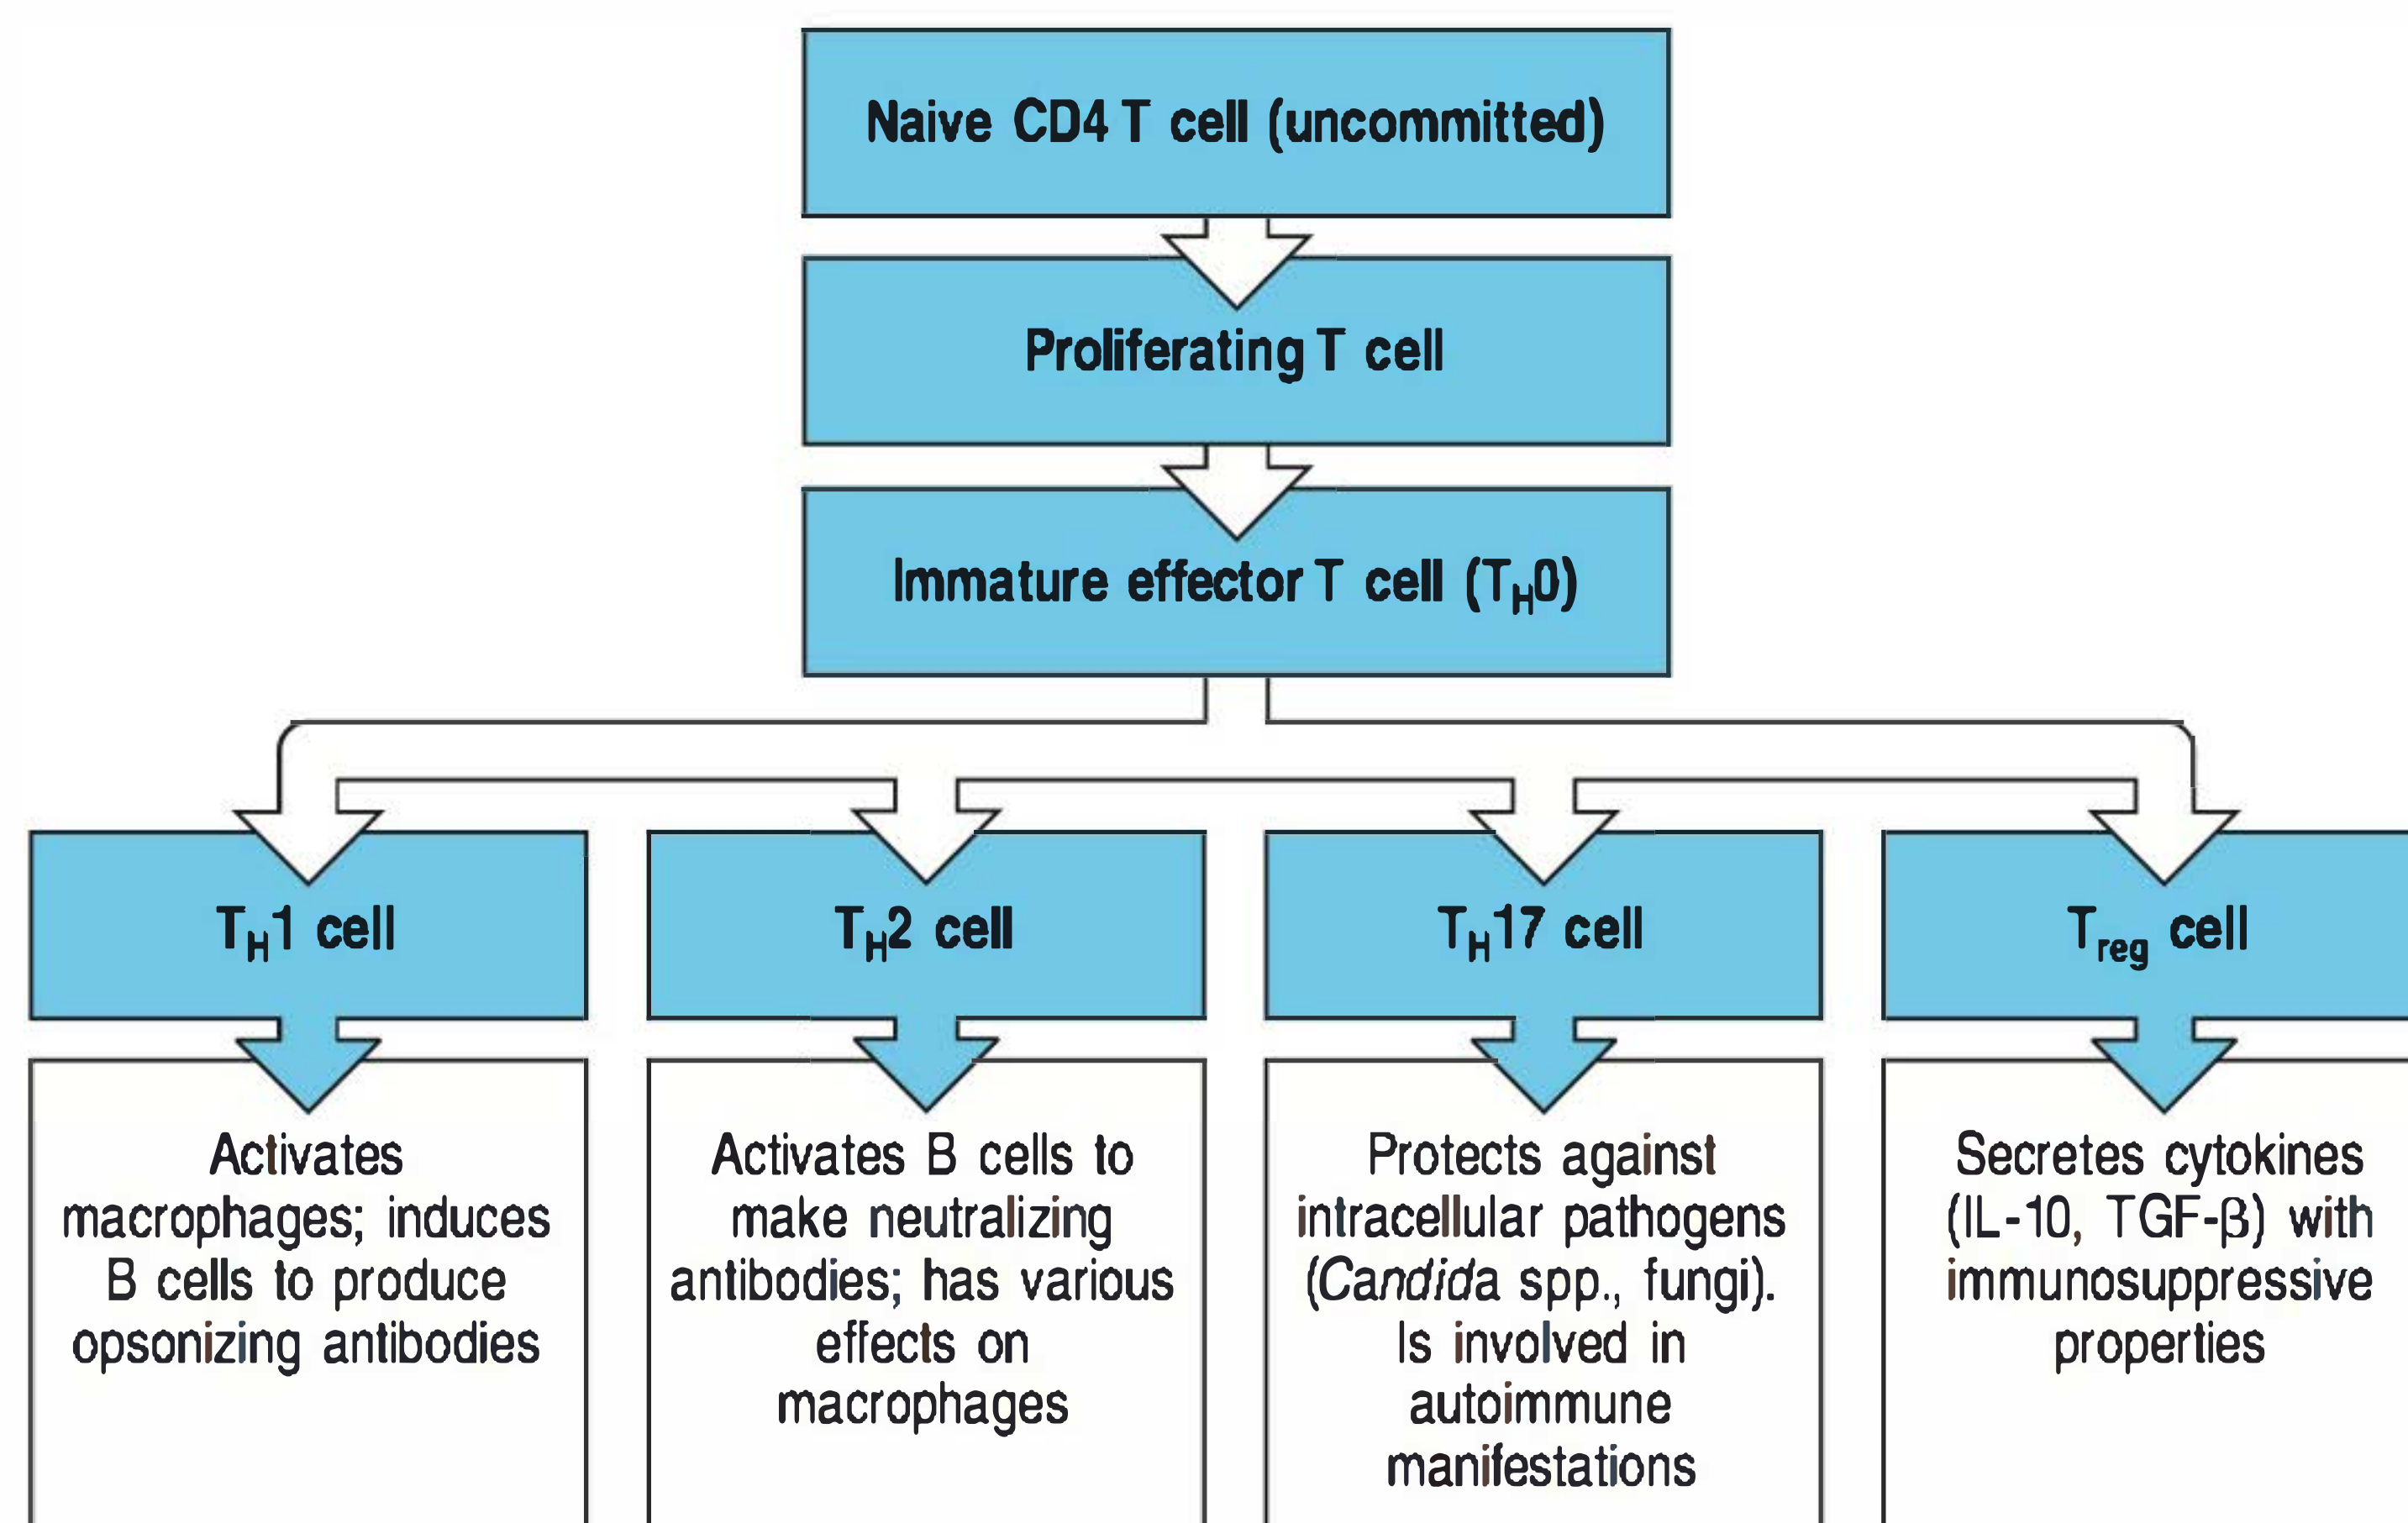 Naive CD4 T cell (uncommitted)
Proliferating T cell
Immature effector T cell (TH0)
TH1 cell
TH2 cell
TH17 cell
Treg cell
Activates
macrophages; induces
B cells to produce
opsonizing antibodies
Activates B cells to
make neutralizing
antibodies; has various
effects on
macrophages
Protects against
intracellular pathogens
(Candida spp., fungi).
Is involved in
autoimmune
manifestations
Secretes cytokines
(IL-10, TGF-β) with
immunosuppressive
properties